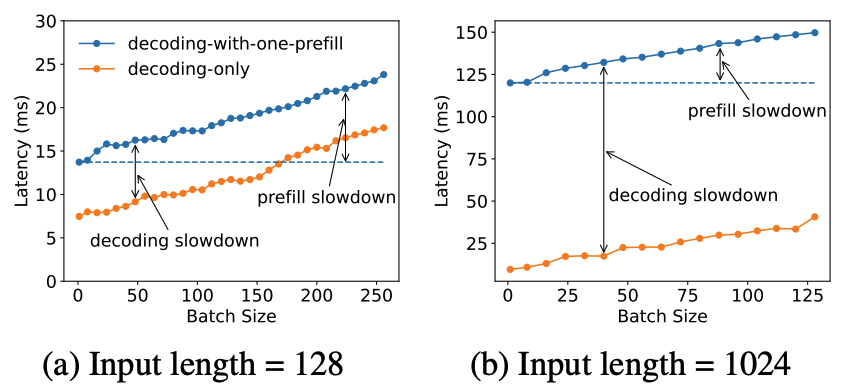 30
25
20
15
10
5
0
Latency (ms)
decoding-with-one-prefill
decoding-only
prefill slowdown
decoding slowdown
0 50 100 150 200 250
Batch Size
(a) Input length = 128
150
125
100
75
50
25
Latency (ms)
prefill slowdown
decoding slowdown
0 25 50 75 100 125
Batch Size
(b) Input length = 1024